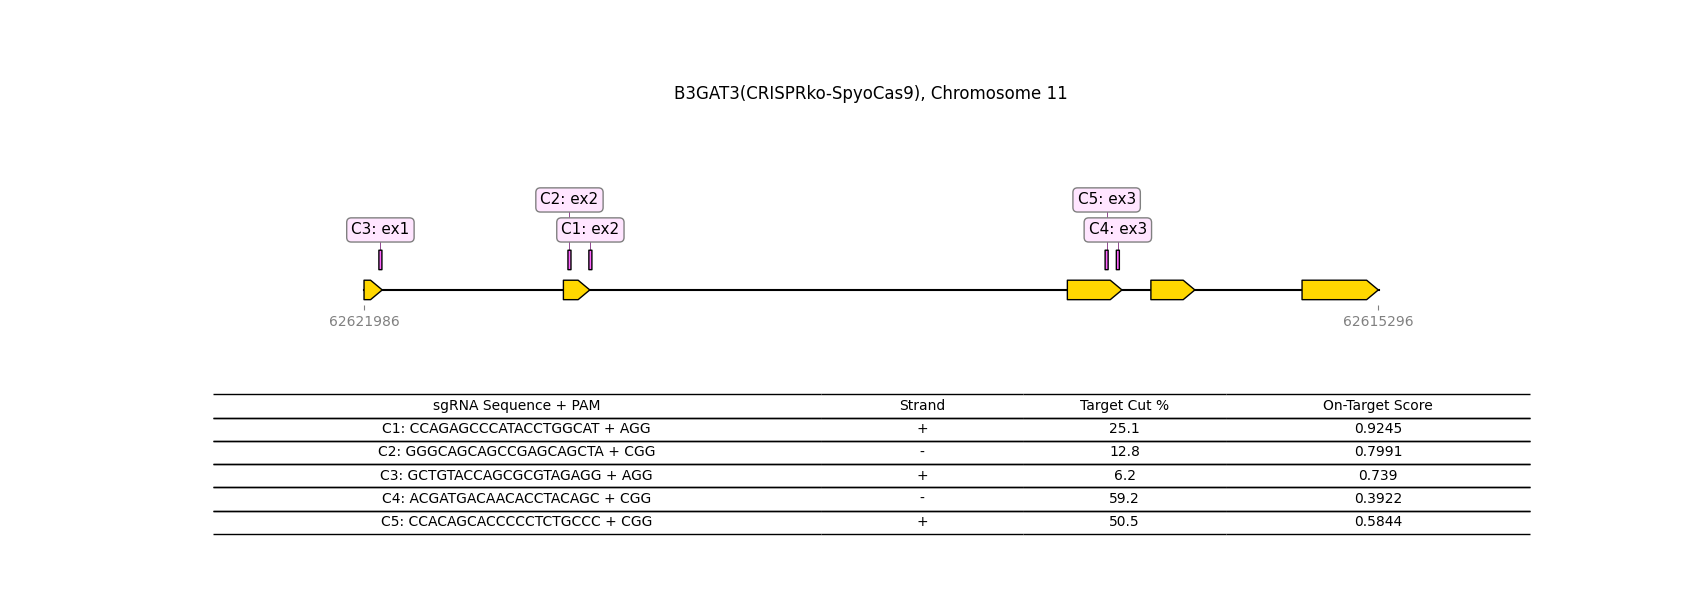 B3GAT3(CRISPRko-SpyoCas9), Chromosome 11
C2: ex2
C5: ex3
C3: ex1
C1: ex2
C4: ex3
62621986
62615296
sgRNA Sequence + PAM Strand Target Cut % On-Target Score
C1: CCAGAGCCCATACCTGGCAT + AGG + 25.1 0.9245
C2: GGGCAGCAGCCGAGCAGCTA + CGG - 12.8 0.7991
C3: GCTGTACCAGCGCGTAGAGG + AGG + 6.2 0.739
C4: ACGATGACAACACCTACAGC + CGG - 59.2 0.3922
C5: CCACAGCACCCCCTCTGCCC + CGG + 50.5 0.5844